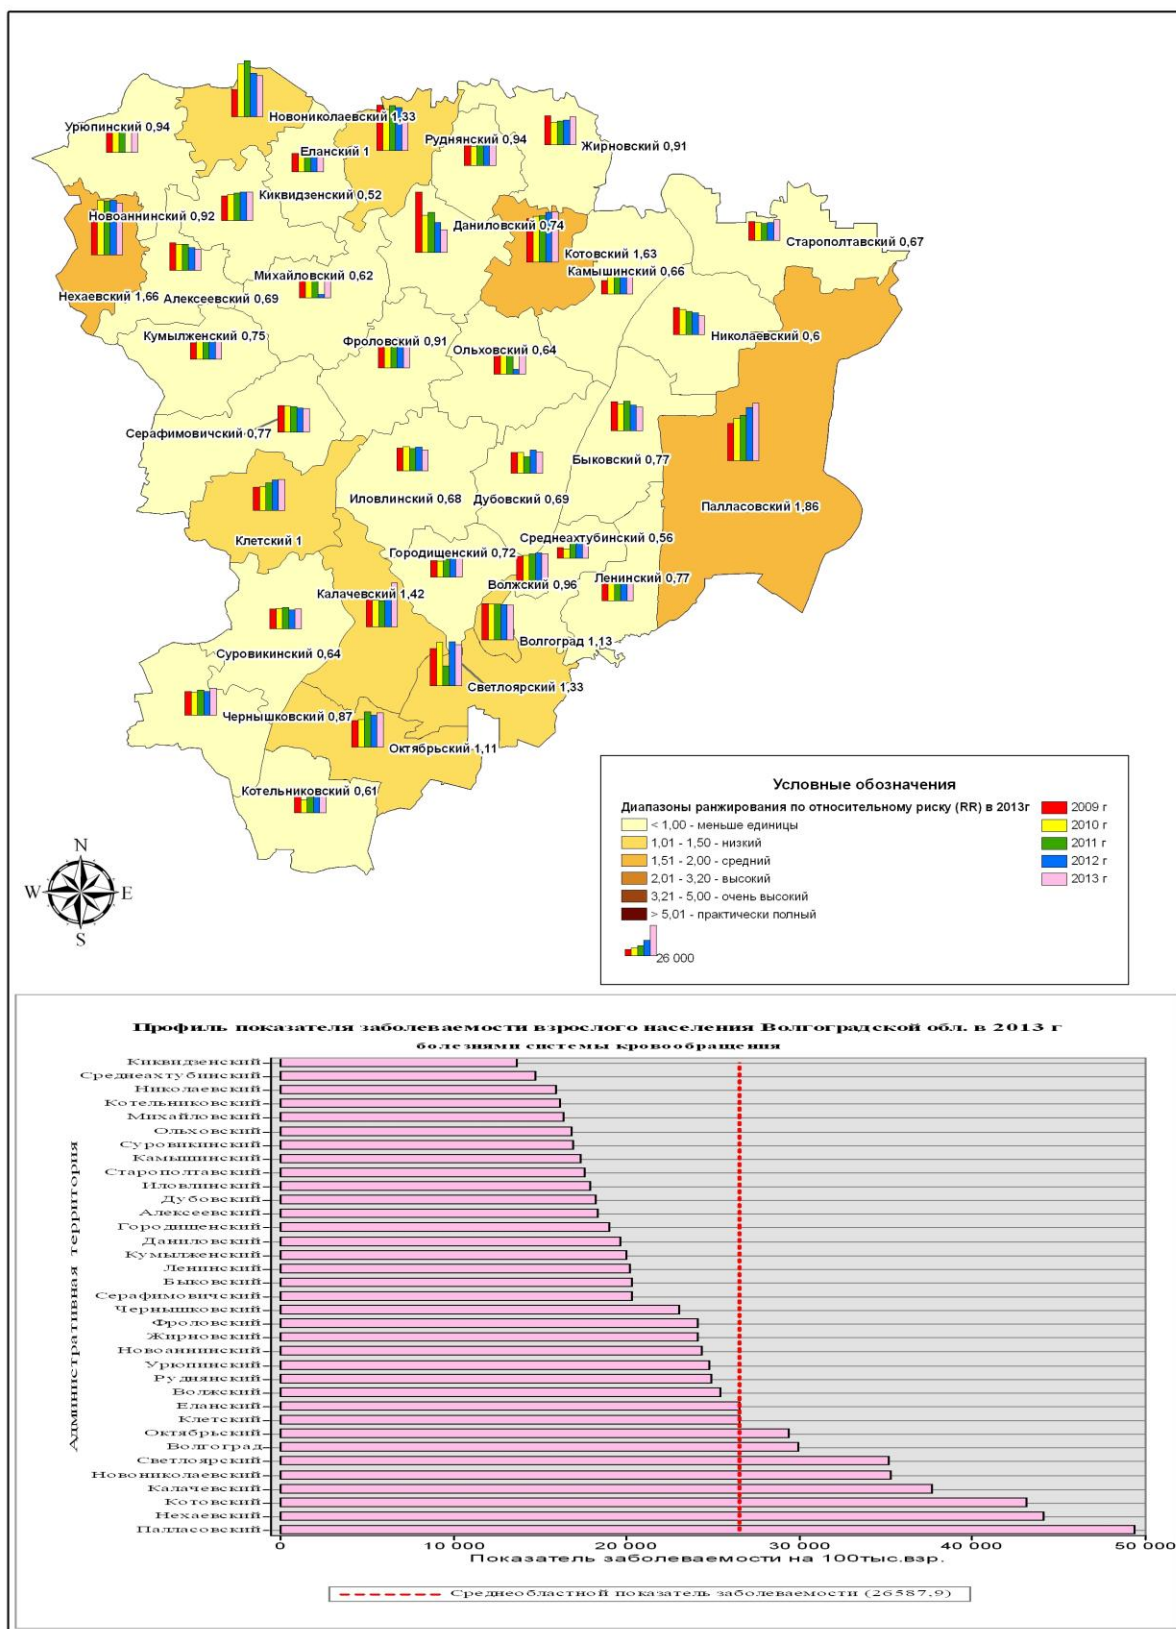 Урюпинский 0,94
Новониколаевский 1,33
Еланский 1
Руднянский 0,94
Жирновский 0,91
Киквидзенский 0,52
Новоаннинский 0,92
Даниловский 0,74
Старополтавский 0,67
Котовский 1,63
Камышинский 0,66
Михайловский 0,62
Нехаевский 1,66
Алексеевский 0,69
Кумылженский 0,75
Фроловский 0,91
Ольховский 0,64
Николаевский 0,6
Серафимовичский 0,77
Быковский 0,77
Иловлинский 0,68
Дубовский 0,69
Палласовский 1,86
Клетский 1
Среднеахтубинский 0,56
Городищенский 0,72
Волжский 0,96
Ленинский 0,77
Калачевский 1,42
Волгоград 1,13
Суровикинский 0,64
Светлоярский 1,33
Чернышковский 0,87
Октябрьский 1,11
Котельниковский 0,61
N
W E
S
Условные обозначения
Диапазоны ранжирования по относительному риску (RR) в 2013г
< 1,00 - меньше единицы
1,01 - 1,50 - низкий
1,51 - 2,00 - средний
2,01 - 3,20 - высокий
3,21 - 5,00 - очень высокий
> 5,01 - практически полный
26 000
2009 г
2010 г
2011 г
2012 г
2013 г
Профиль показателя заболеваемости взрослого населения Волгоградской обл. в 2013 г
болезнями системы кровообращения
Административная территория
Киквидзенский
Среднеахтубинский
Николаевский
Котельниковский
Михайловский
Ольховский
Суровикинский
Камышинский
Старополтавский
Иловлинский
Дубовский
Алексеевский
Городищенский
Даниловский
Кумылженский
Ленинский
Быковский
Серафимовичский
Чернышковский
Фроловский
Жирновский
Новоаннинский
Урюпинский
Руднянский
Волжский
Еланский
Клетский
Октябрьский
Волгоград
Светлоярский
Новониколаевский
Калачевский
Котовский
Нехаевский
Палласовский
0 10 000 20 000 30 000 40 000 50 000
Показатель заболеваемости на 100тыс.взр.
Среднеобластной показатель заболеваемости (26587,9)